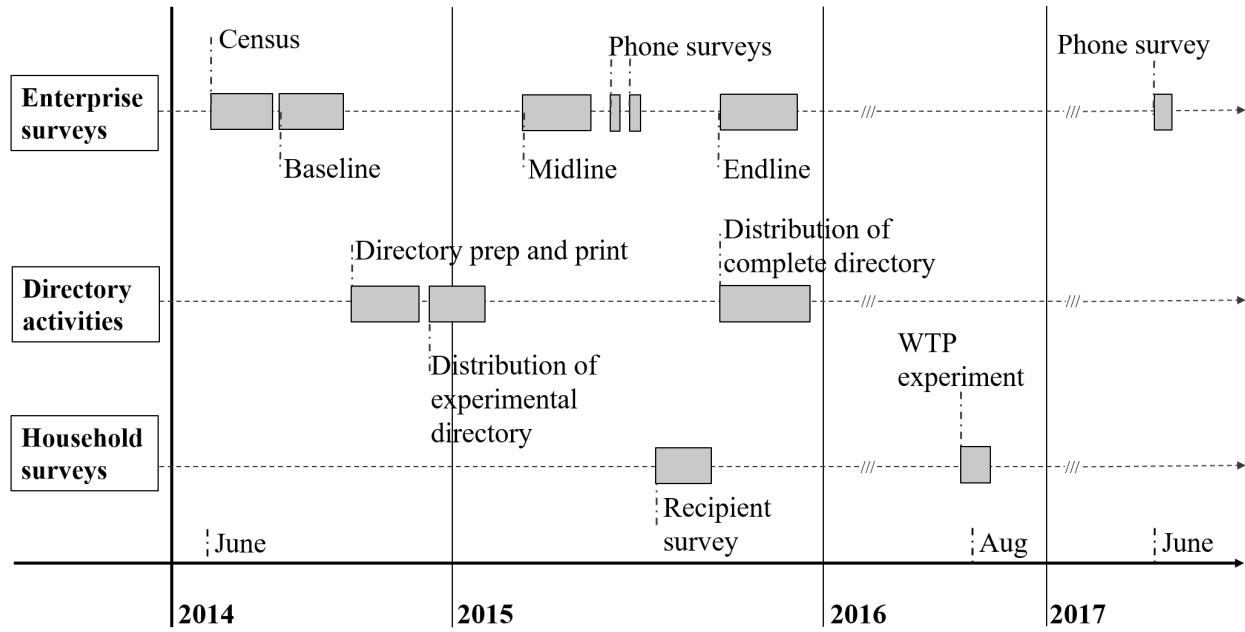 Census
Phone surveys
Phone survey
Enterprise
surveys
Baseline
Midline
Endline
Directory prep and print
Distribution of
complete directory
Directory
activities
Distribution of
experimental
directory
WTP
experiment
Household
surveys
Recipient
survey
June
Aug
June
2014
2015
2016
2017